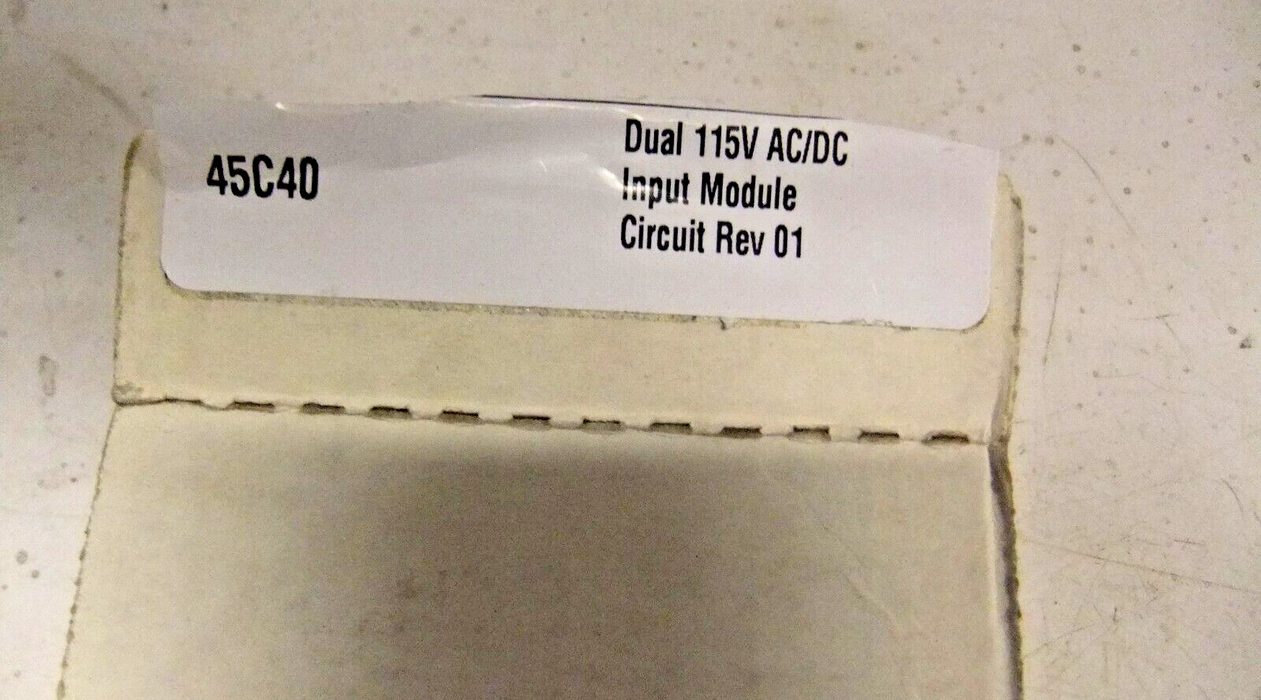 45C40
Dual 115V AC/DC
Input Module
Circuit Rev 01